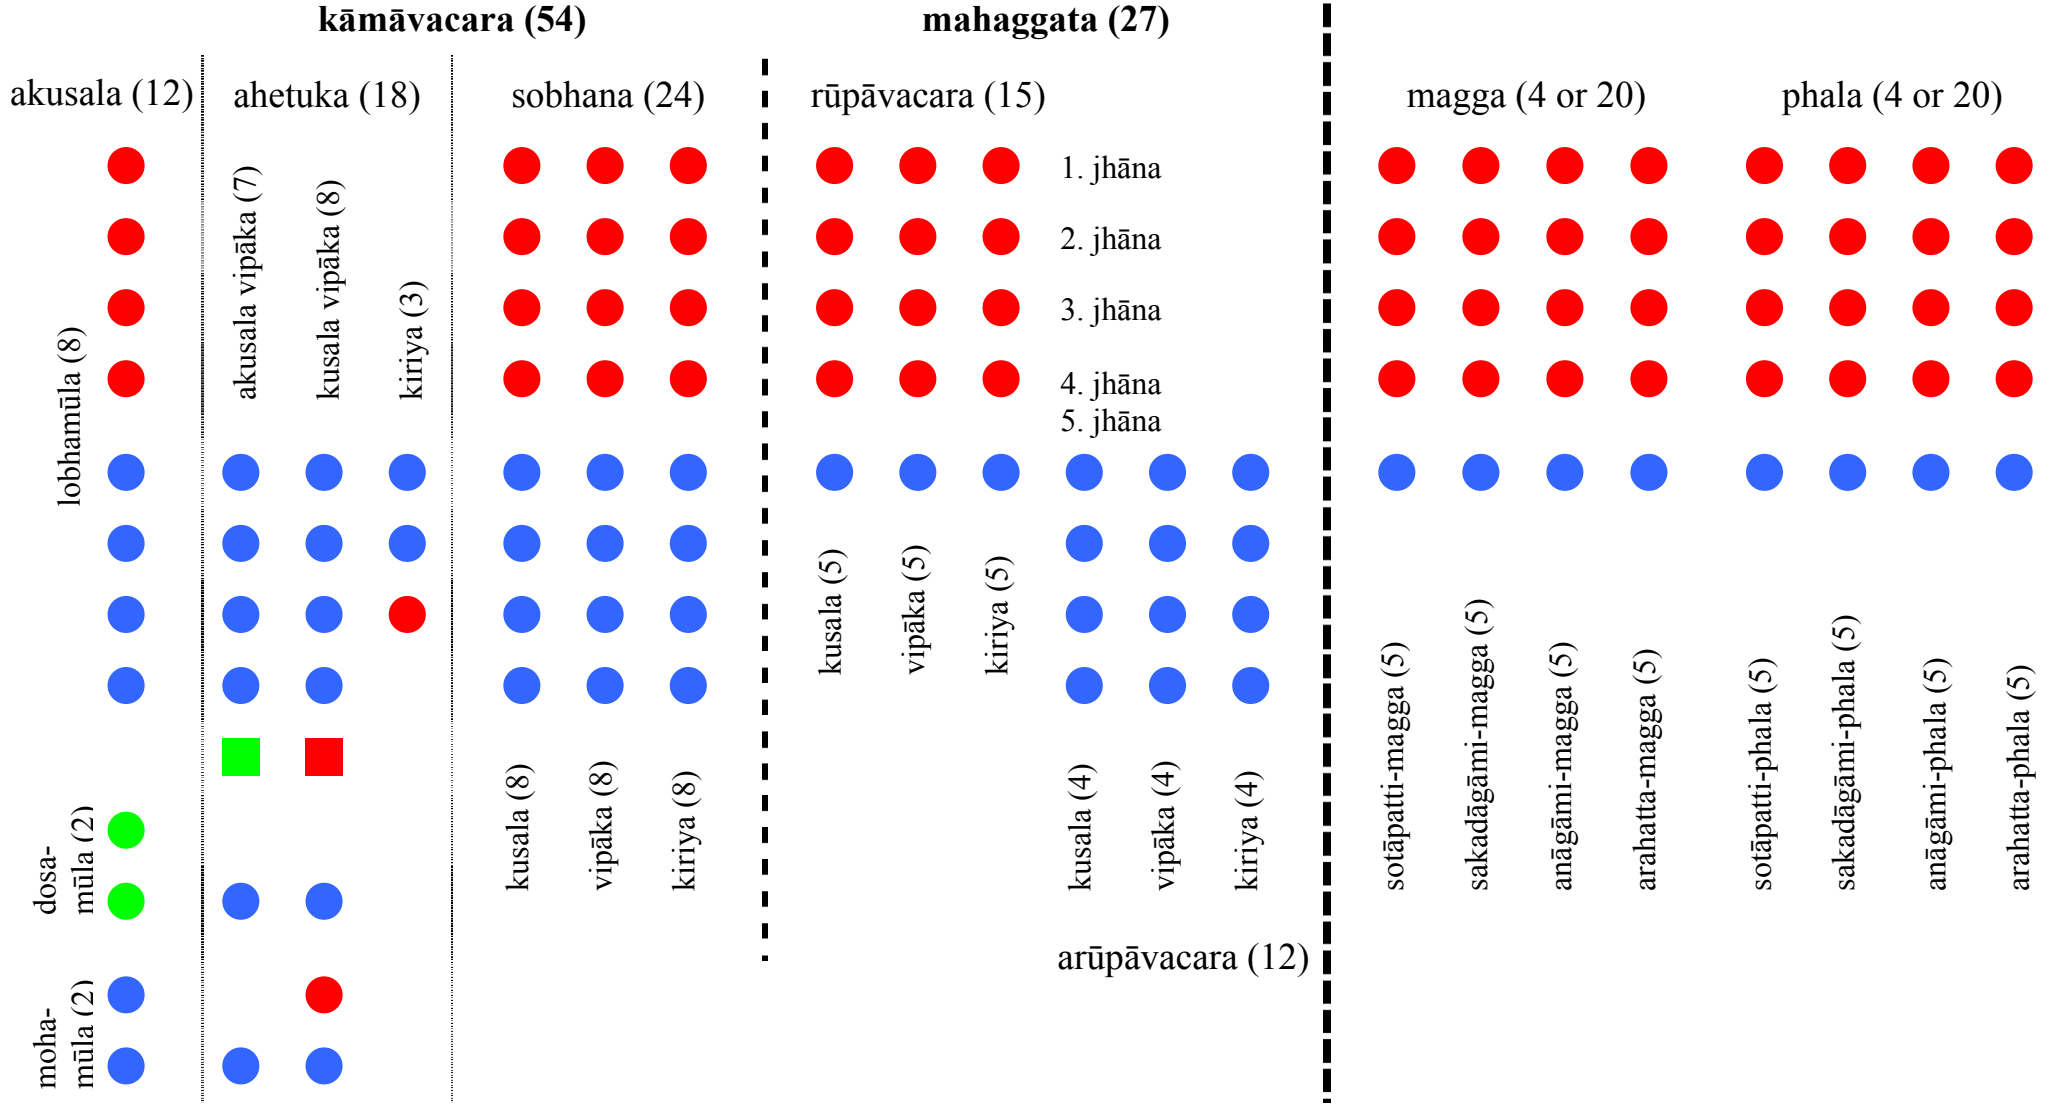 kāmāvacara (54)
mahaggata (27)
akusala (12)
ahetuka (18)
sobhana (24)
rūpāvacara (15)
magga (4 or 20)
phala (4 or 20)
lobhamūla (8)
akusala vipāka (7)
kusala vipāka (8)
kiriya (3)
1. jhāna
2. jhāna
3. jhāna
4. jhāna
5. jhāna
kusala (5)
vipāka (5)
kiriya (5)
dosa-
mūla (2)
moha-
mūla (2)
kusala (8)
vipāka (8)
kiriya (8)
kusala (4)
vipāka (4)
kiriya (4)
arūpāvacara (12)
sotāpatti-magga (5)
sakadāgāmi-magga (5)
anāgāmi-magga (5)
arahatta-magga (5)
sotāpatti-phala (5)
sakadāgāmi-phala (5)
anāgāmi-phala (5)
arahatta-phala (5)